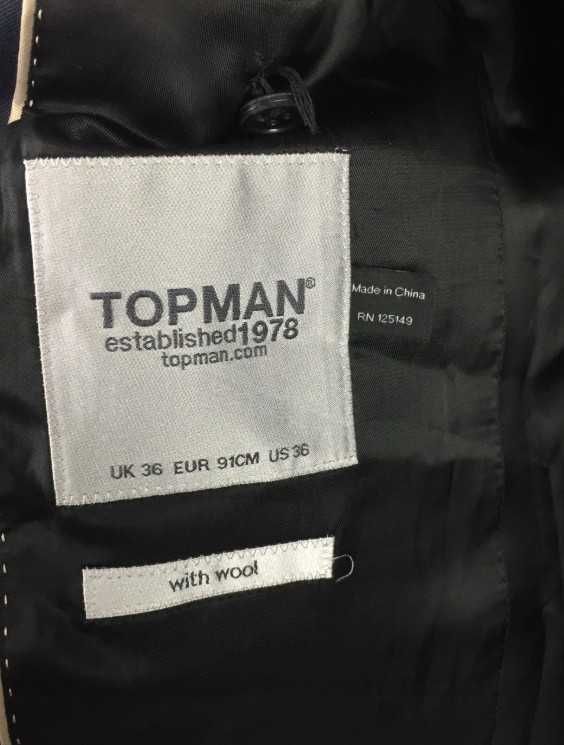 TOPMAN®
established1978
topman.com
UK 36 EUR 91CM US 36
Made in China
RN 125149
with wool